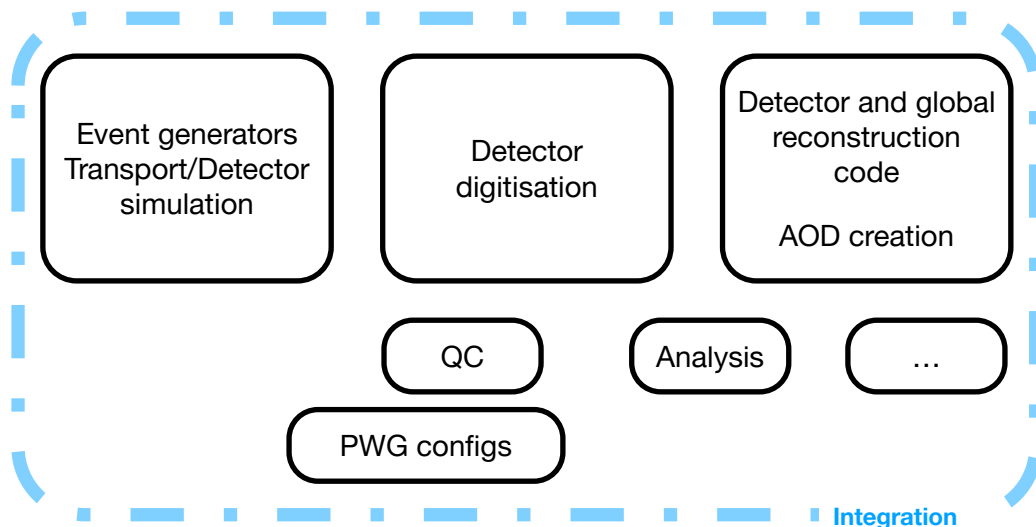 Event generators
Transport/Detector
simulation
Detector
digitisation
Detector and global
reconstruction
code
AOD creation
QC
Analysis
…
PWG configs
Integration